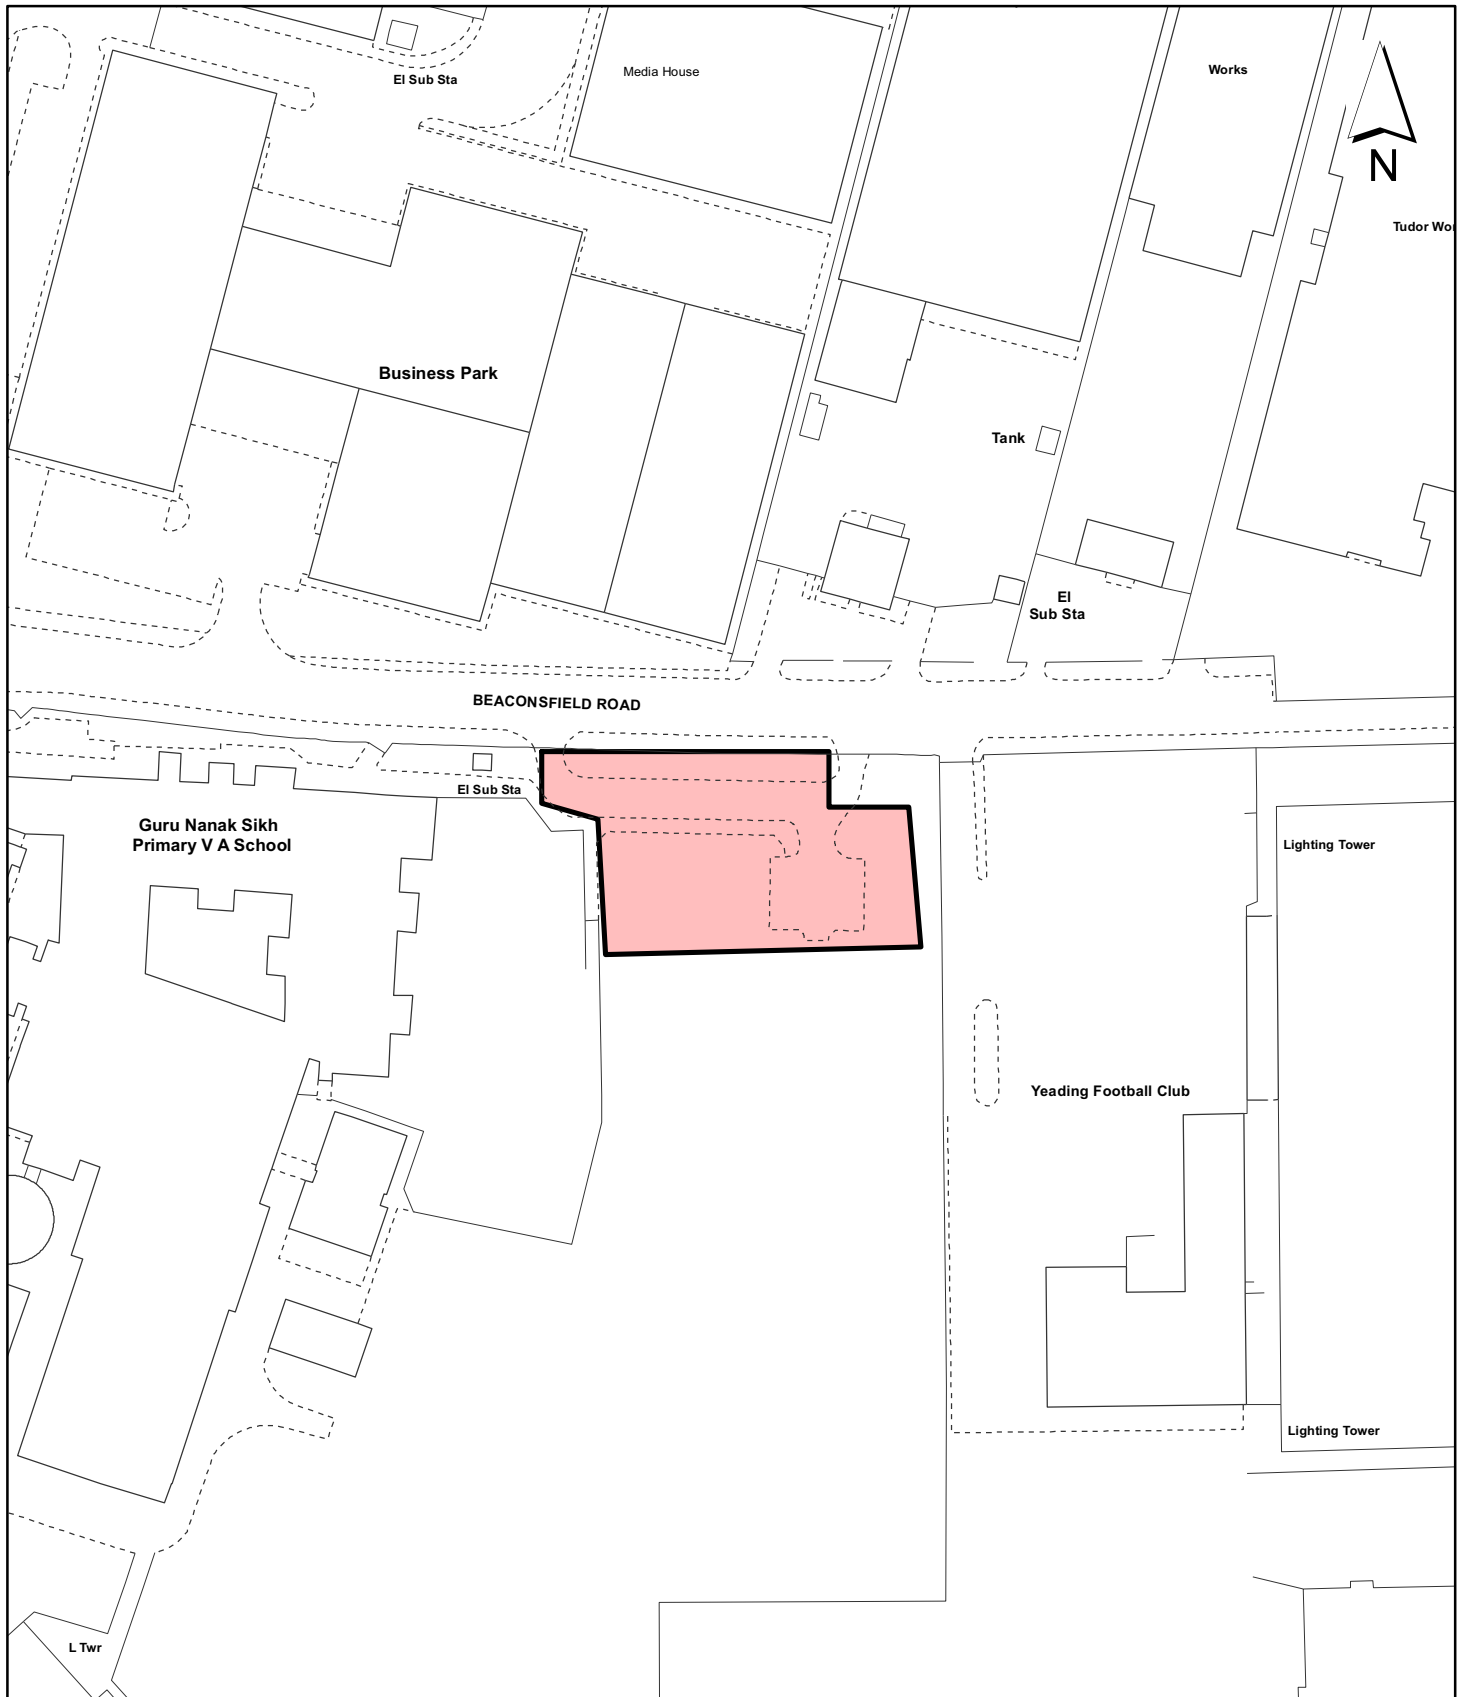 El Sub Sta
Media House
Works
N
Tudor Wor
Business Park
Tank
El
Sub Sta
BEACONSFIELD ROAD
El Sub Sta
Guru Nanak Sikh
Primary V A School
Lighting Tower
Yeading Football Club
Lighting Tower
L Twr